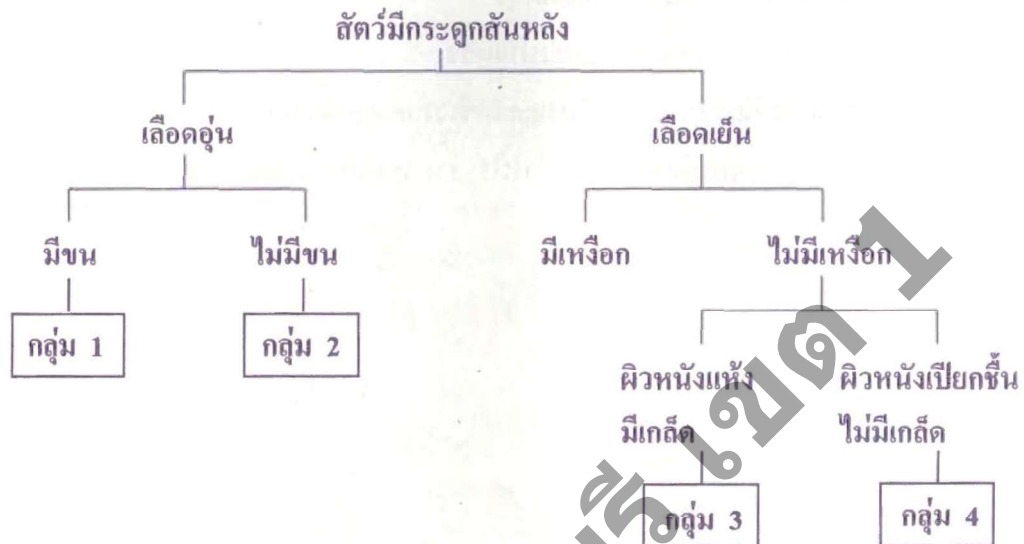 สัตว์มีกระดูกสันหลัง
เลือดอุ่น เลือดเย็น
มีขน ไม่มีขน มีเหงือก ไม่มีเหงือก
กลุ่ม 1 กลุ่ม 2
ผิวหนังแห้ง ผิวหนังเปียกชื้น
มีเกล็ด ไม่มีเกล็ด
กลุ่ม 3 กลุ่ม 4
รี เขต 1